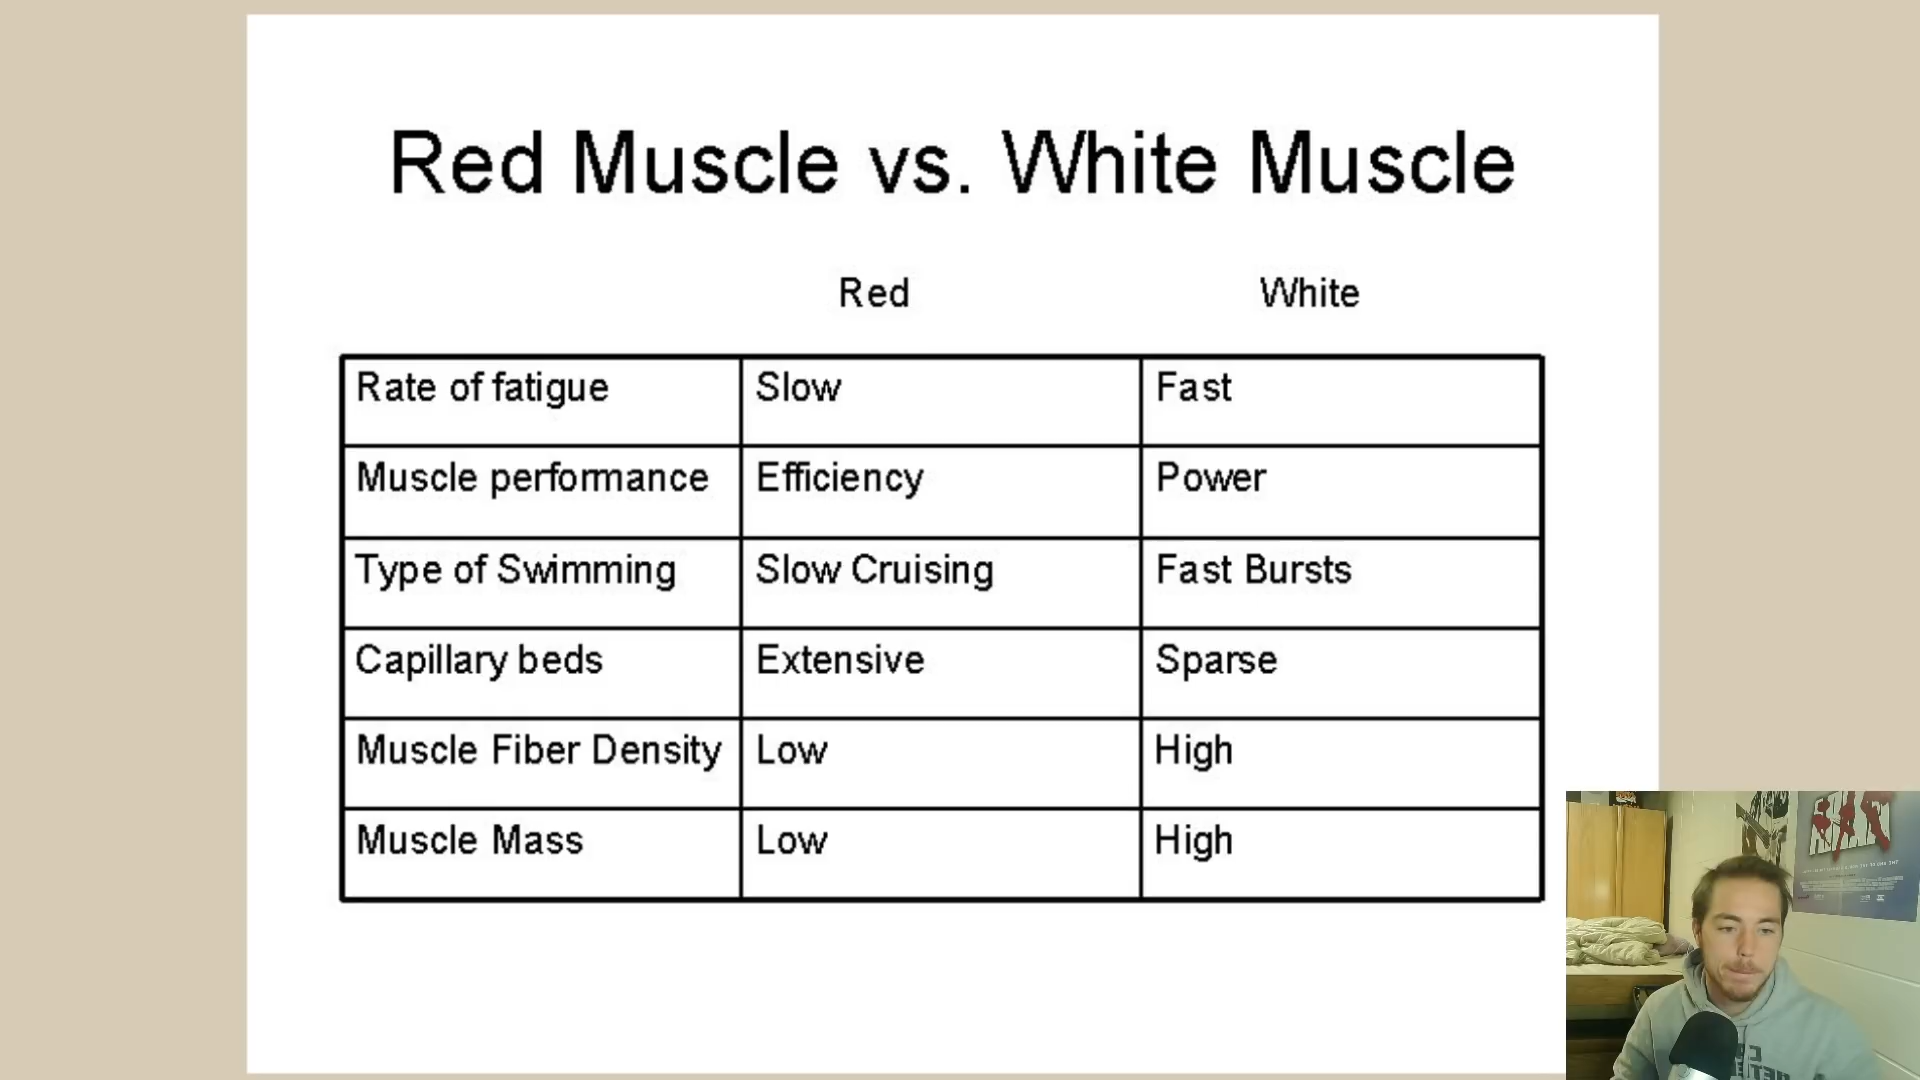 Red Muscle vs. White Muscle
Red White
Rate of fatigue Slow Fast
Muscle performance Efficiency Power
Type of Swimming Slow Cruising Fast Bursts
Capillary beds Extensive Sparse
Muscle Fiber Density Low High
Muscle Mass Low High